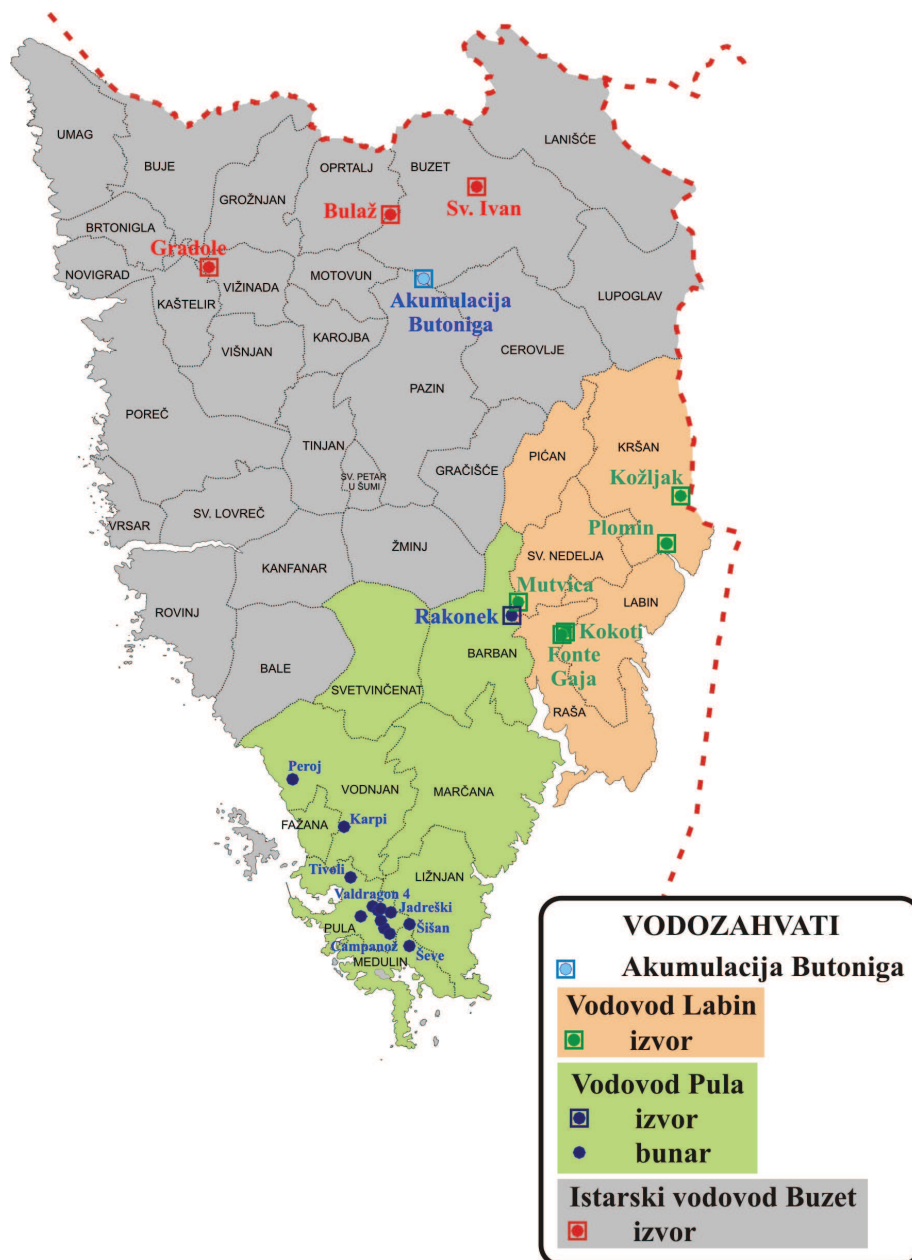 LANIŠĆE
UMAG
BUJE
OPRTALJ
BUZET
GROŽNJAN
Bulaž
Sv. Ivan
BRTONIGLA
Gradole
NOVIGRAD
VIŽINADA
MOTOVUN
Akumulacija
Butoniga
LUPOGLAV
KAŠTELIR
KAROJBA
VIŠNJAN
CEROVLJE
PAZIN
POREČ
TINJAN
PIĆAN
KRŠAN
GRAČIŠĆE
SV. PETAR
U ŠUMI
Kožljak
VRSAR
SV. LOVREČ
Plomin
ŽMINJ
SV. NEDELJA
KANFANAR
Mutvica
ROVINJ
LABIN
Rakonek
Kokoti
BARBAN
Fonte
Gaja
BALE
SVETVINČENAT
RAŠA
Peroj
VODNJAN
MARČANA
FAŽANA
Karpi
Tivoli
LIŽNJAN
Valdragon 4
Jadreški
PULA
Šišan
Campanož
Ševe
MEDULIN
VODOZAHVATI
Akumulacija Butoniga
Vodovod Labin
izvor
Vodovod Pula
izvor
bunar
Istarski vodovod Buzet
izvor